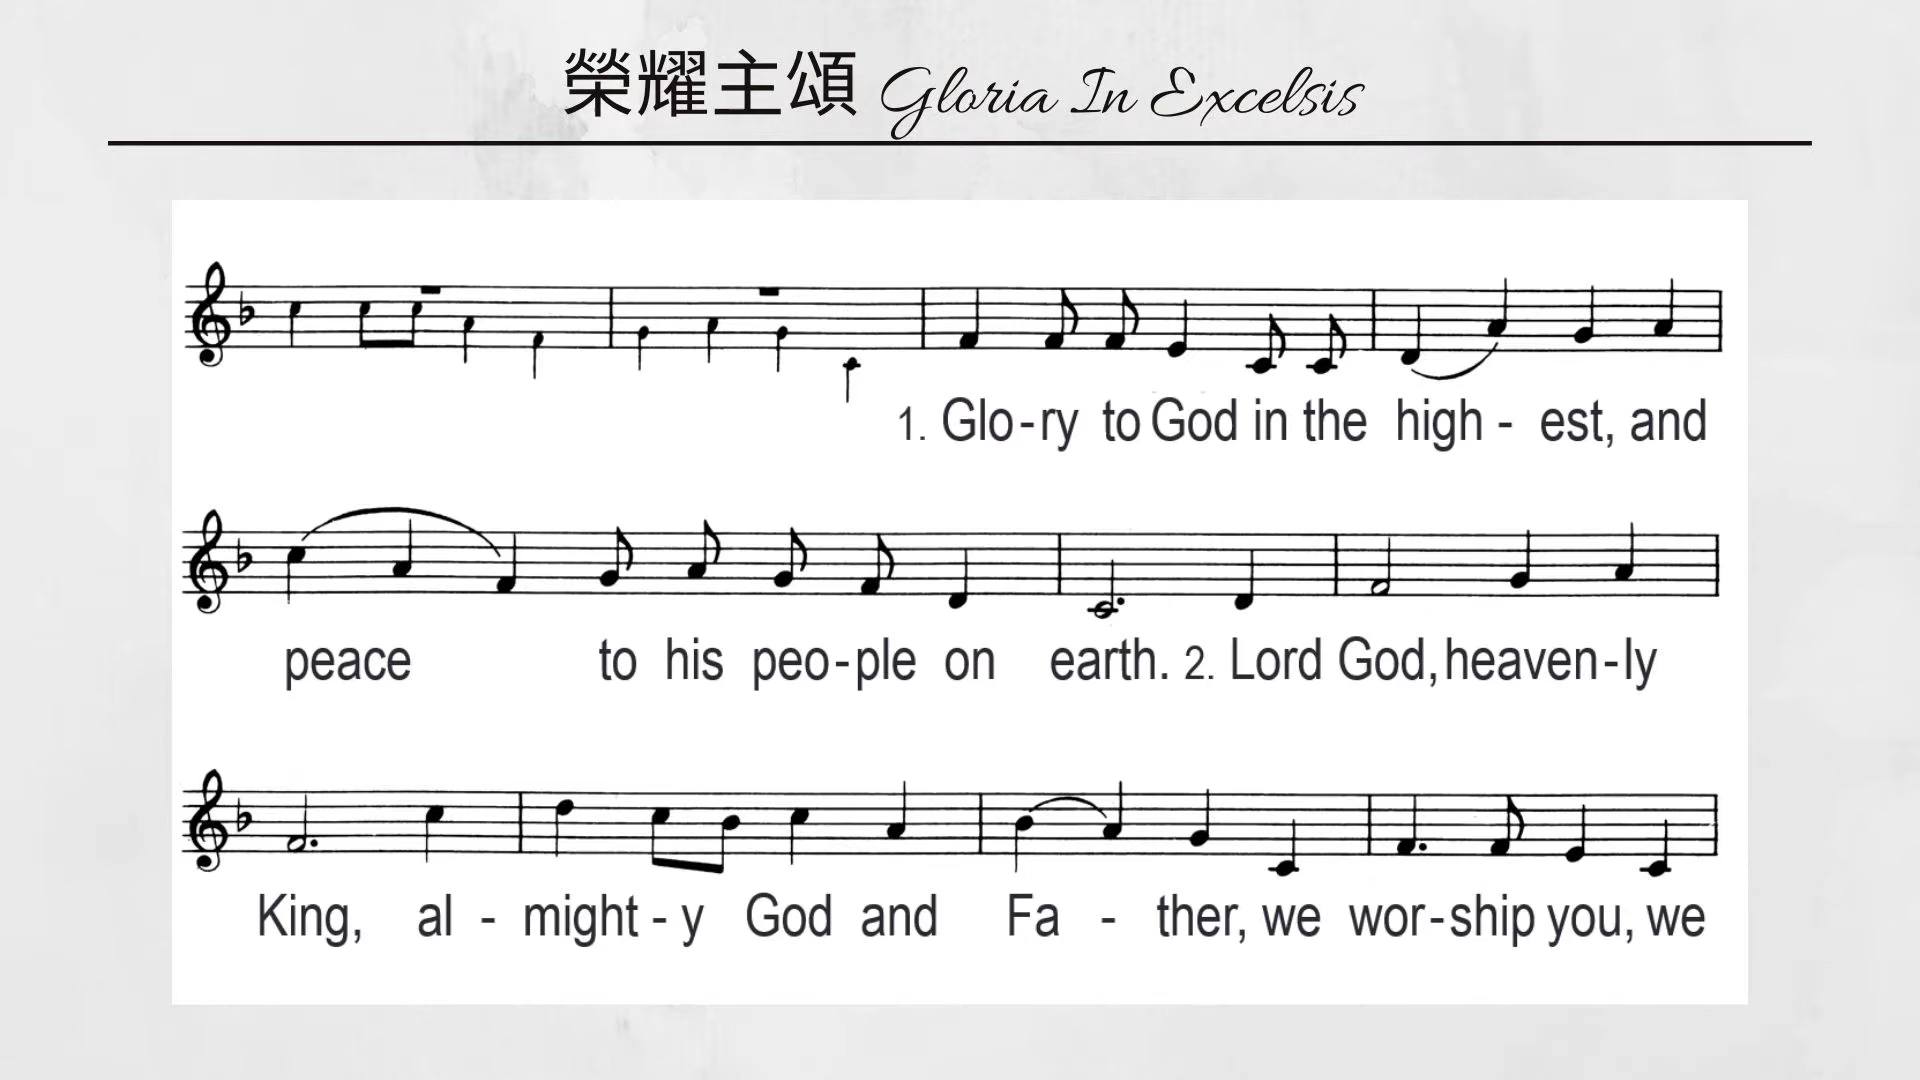 榮耀主頌 Gloria In Excelsis
1. Glo-ry to God in the high - est, and
peace to his peo-ple on earth. 2. Lord God, heaven-ly
King, al - might - y God and Fa - ther, we wor-ship you, we